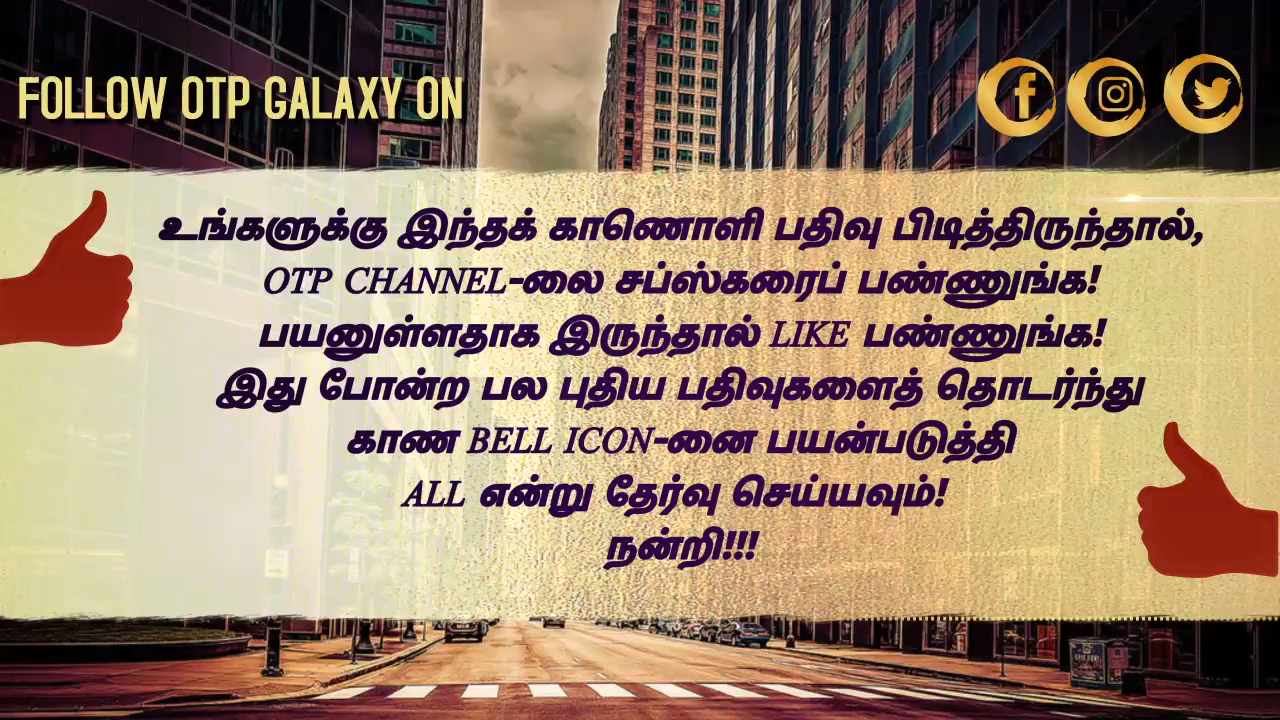 FOLLOW OTP GALAXY ON
உங்களுக்கு இந்தக் காணொளி பதிவு பிடித்திருந்தால்,
OTP CHANNEL-லை சப்ஸ்கரைப் பண்ணுங்க!
பயனுள்ளதாக இருந்தால் LIKE பண்ணுங்க!
இது போன்ற பல புதிய பதிவுகளைத் தொடர்ந்து
காண BELL ICON-னை பயன்படுத்தி
ALL என்று தேர்வு செய்யவும்!
நன்றி!!!